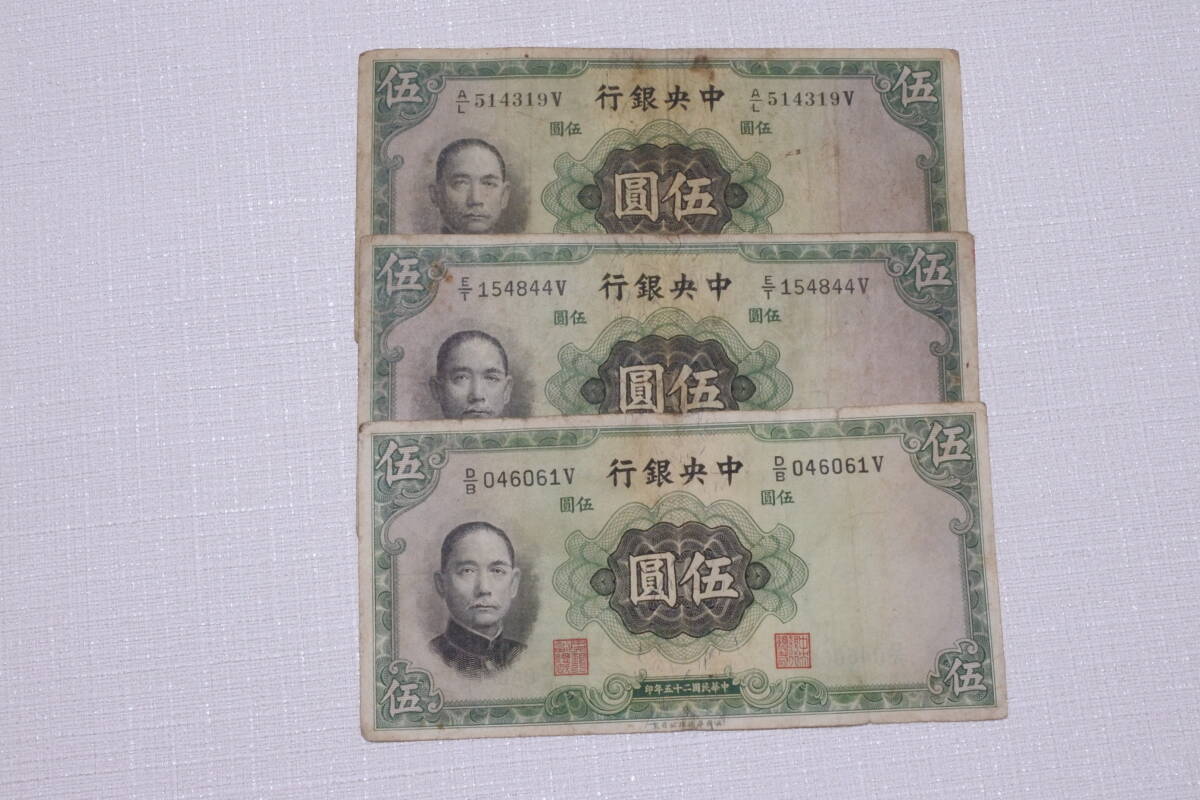 伍 伍
A/L 514319V 中央銀行 A/L 514319V
伍圓 伍圓
伍圓
伍 伍
E/T 154844V 中央銀行 E/T 154844V
伍圓 伍圓
伍圓
伍 伍
D/B 046061V 中央銀行 D/B 046061V
伍圓 伍圓
伍圓
中華民國二十五年印
伍 伍